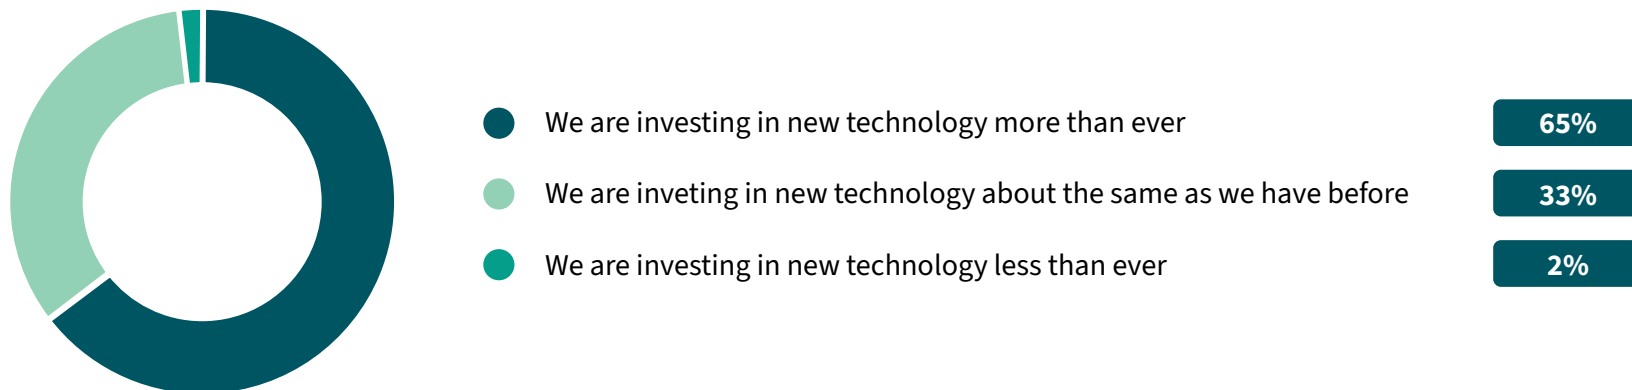 We are investing in new technology more than ever 65%
We are inveting in new technology about the same as we have before 33%
We are investing in new technology less than ever 2%